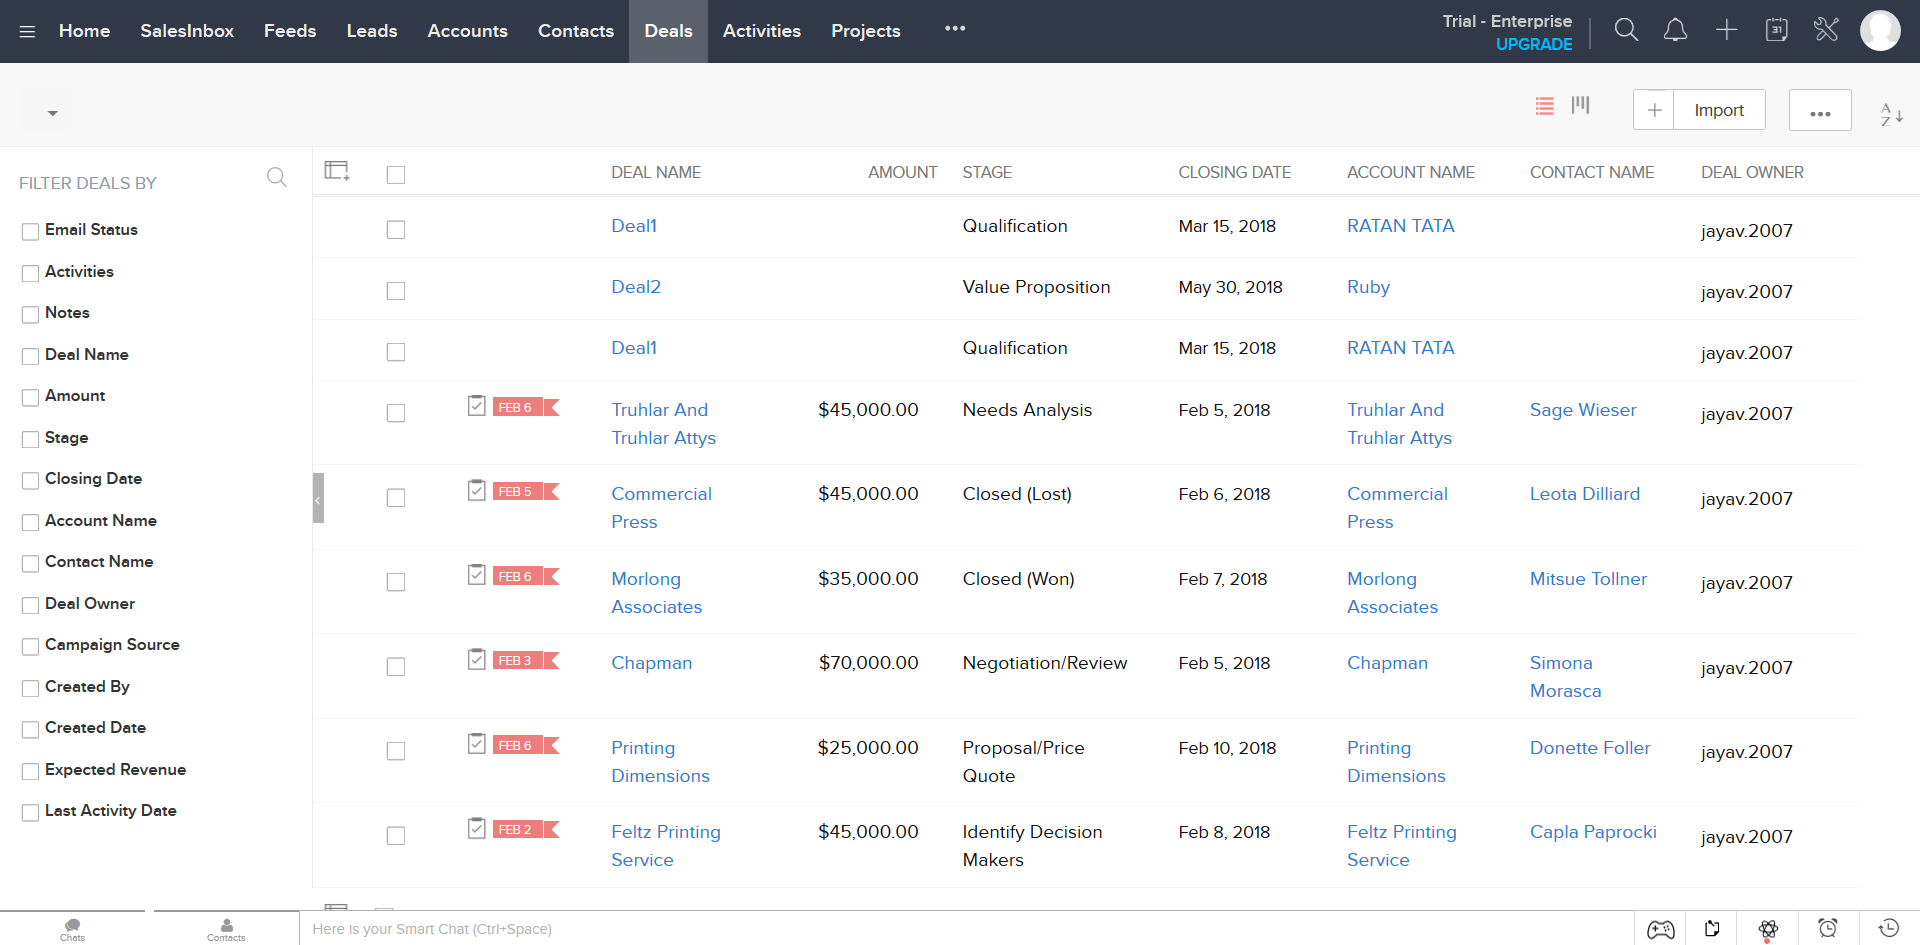 Home SalesInbox Feeds Leads Accounts Contacts Deals Activities Projects ••• Trial - Enterprise
UPGRADE
31
Import ••• A Z
FILTER DEALS BY
Email Status
Activities
Notes
Deal Name
Amount
Stage
Closing Date
Account Name
Contact Name
Deal Owner
Campaign Source
Created By
Created Date
Expected Revenue
Last Activity Date
DEAL NAME AMOUNT STAGE CLOSING DATE ACCOUNT NAME CONTACT NAME DEAL OWNER
Deal1 Qualification Mar 15, 2018 RATAN TATA jayav.2007
Deal2 Value Proposition May 30, 2018 Ruby jayav.2007
Deal1 Qualification Mar 15, 2018 RATAN TATA jayav.2007
FEB 6 Truhlar And $45,000.00 Needs Analysis Feb 5, 2018 Truhlar And Sage Wieser jayav.2007
Truhlar Attys Truhlar Attys
FEB 5 Commercial $45,000.00 Closed (Lost) Feb 6, 2018 Commercial Leota Dilliard jayav.2007
Press Press
FEB 6 Morlong $35,000.00 Closed (Won) Feb 7, 2018 Morlong Mitsue Tollner jayav.2007
Associates Associates
FEB 3 Chapman $70,000.00 Negotiation/Review Feb 5, 2018 Chapman Simona jayav.2007
Morasca
FEB 6 Printing $25,000.00 Proposal/Price Feb 10, 2018 Printing Donette Foller jayav.2007
Dimensions Quote Dimensions
FEB 2 Feltz Printing $45,000.00 Identify Decision Feb 8, 2018 Feltz Printing Capla Paprocki jayav.2007
Service Makers Service
Chats Contacts Here is your Smart Chat (Ctrl+Space)